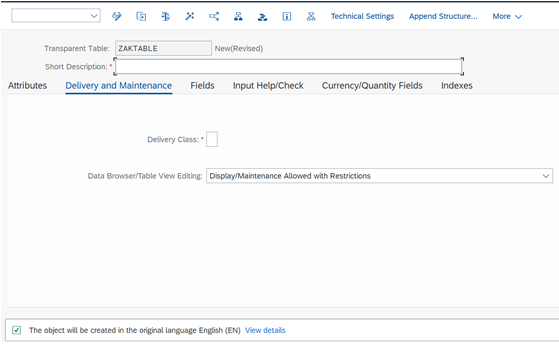 Technical Settings Append Structure... More
Transparent Table: ZAKTABLE New(Revised)
Short Description: *
Attributes Delivery and Maintenance Fields Input Help/Check Currency/Quantity Fields Indexes
Delivery Class: *
Data Browser/Table View Editing: Display/Maintenance Allowed with Restrictions
The object will be created in the original language English (EN) View details